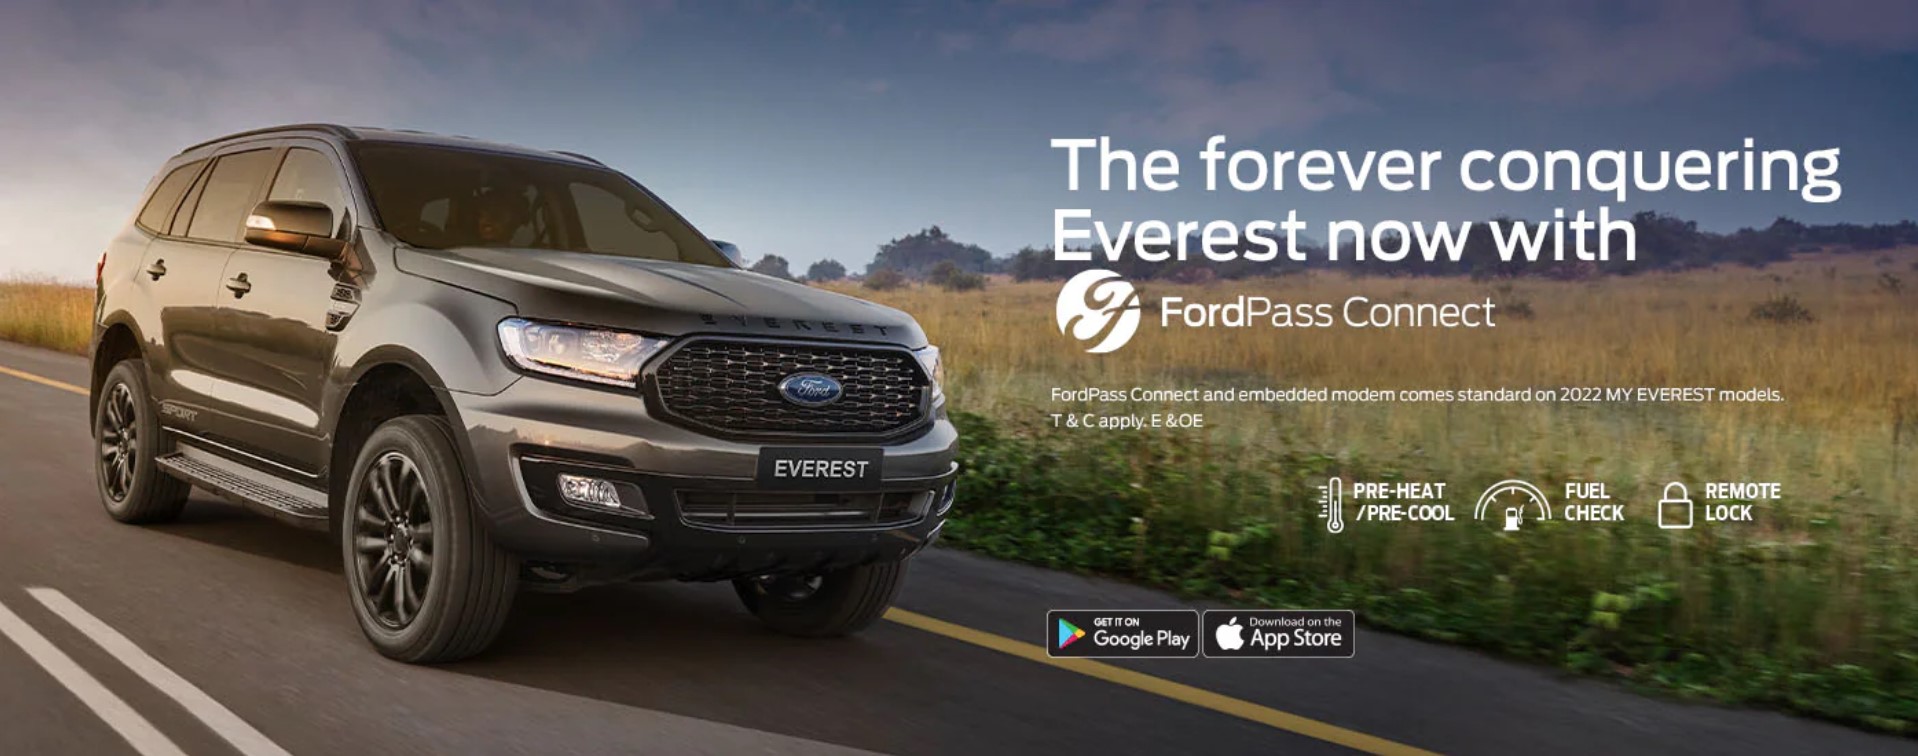 The forever conquering
Everest now with
FordPass Connect
FordPass Connect and embedded modem comes standard on 2022 MY EVEREST models.
T & C apply. E &OE
EVEREST
Ford
EVEREST
SPORT
PRE-HEAT
/PRE-COOL
FUEL
CHECK
REMOTE
LOCK
GET IT ON
Google Play
Download on the
App Store